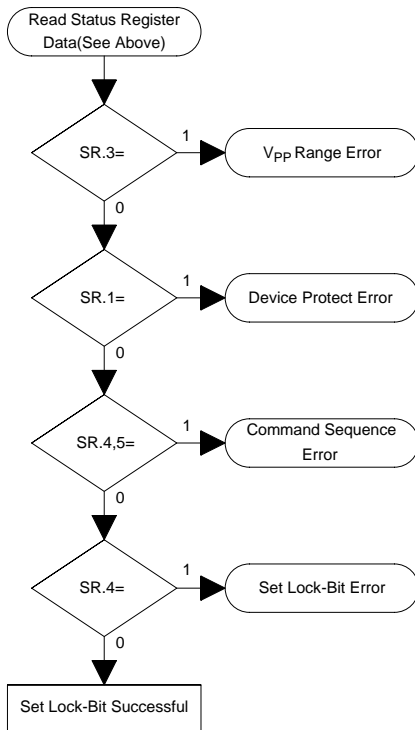 Read Status Register
Data(See Above)
SR.3=
1
VPP Range Error
0
SR.1=
1
Device Protect Error
0
SR.4,5=
1
Command Sequence
Error
0
SR.4=
1
Set Lock-Bit Error
0
Set Lock-Bit Successful